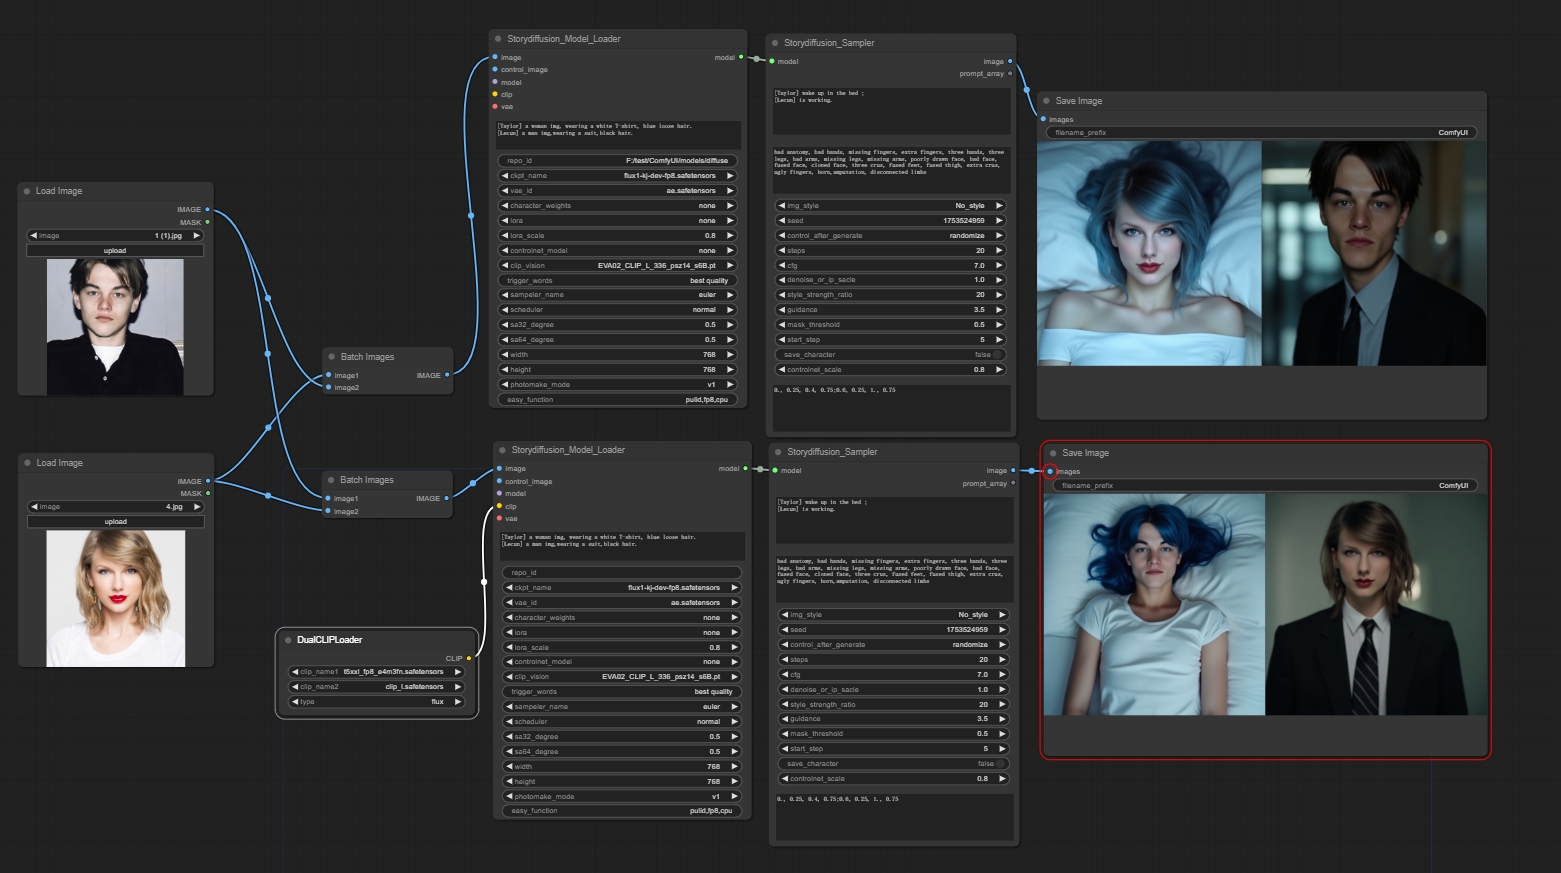 Load Image
IMAGE
MASK
image 1 (1).jpg
upload
Load Image
IMAGE
MASK
image 4.jpg
upload
Batch Images
image1 IMAGE
image2
Batch Images
image1 IMAGE
image2
DualCLIPLoader
CLIP
clip_name1 t5xxl_fp8_e4m3fn.safetensors
clip_name2 clip_l.safetensors
type flux
Storydiffusion_Model_Loader
image model
control_image
model
clip
vae
[Taylor] a woman img, wearing a white T-shirt, blue loose hair.
[Lecun] a man img,wearing a suit,black hair.
repo_id F:/test/ComfyUI/models/diffuse
ckpt_name flux1-kj-dev-fp8.safetensors
vae_id ae.safetensors
character_weights none
lora none
lora_scale 0.8
controlnet_model none
clip_vision EVA02_CLIP_L_336_psz14_s6B.pt
trigger_words best quality
sampeler_name euler
scheduler normal
sa32_degree 0.5
sa64_degree 0.5
width 768
height 768
photomake_mode v1
easy_function pulid,fp8,cpu
Storydiffusion_Sampler
model image
prompt_array
[Taylor] wake up in the bed ;
[Lecun] is working.
bad anatomy, bad hands, missing fingers, extra fingers, three hands, three
legs, bad arms, missing legs, missing arms, poorly drawn face, bad face,
fused face, cloned face, three crus, fused feet, fused thigh, extra crus,
ugly fingers, horn,amputation, disconnected limbs
img_style No_style
seed 1753524959
control_after_generate randomize
steps 20
cfg 7.0
denoise_or_ip_sacle 1.0
style_strength_ratio 20
guidance 3.5
mask_threshold 0.5
start_step 5
save_character false
controlnet_scale 0.8
0., 0.25, 0.4, 0.75;0.6, 0.25, 1., 0.75
Save Image
images
filename_prefix ComfyUI
Storydiffusion_Model_Loader
image model
control_image
model
clip
vae
[Taylor] a woman img, wearing a white T-shirt, blue loose hair.
[Lecun] a man img,wearing a suit,black hair.
repo_id
ckpt_name flux1-kj-dev-fp8.safetensors
vae_id ae.safetensors
character_weights none
lora none
lora_scale 0.8
controlnet_model none
clip_vision EVA02_CLIP_L_336_psz14_s6B.pt
trigger_words best quality
sampeler_name euler
scheduler normal
sa32_degree 0.5
sa64_degree 0.5
width 768
height 768
photomake_mode v1
easy_function pulid,fp8,cpu
Storydiffusion_Sampler
model image
prompt_array
[Taylor] wake up in the bed ;
[Lecun] is working.
bad anatomy, bad hands, missing fingers, extra fingers, three hands, three
legs, bad arms, missing legs, missing arms, poorly drawn face, bad face,
fused face, cloned face, three crus, fused feet, fused thigh, extra crus,
ugly fingers, horn,amputation, disconnected limbs
img_style No_style
seed 1753524959
control_after_generate randomize
steps 20
cfg 7.0
denoise_or_ip_sacle 1.0
style_strength_ratio 20
guidance 3.5
mask_threshold 0.5
start_step 5
save_character false
controlnet_scale 0.8
0., 0.25, 0.4, 0.75;0.6, 0.25, 1., 0.75
Save Image
images
filename_prefix ComfyUI